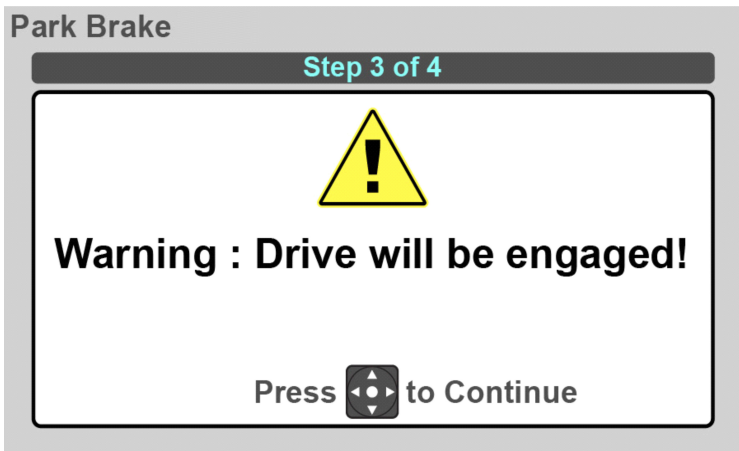 Park Brake
Step 3 of 4
!
Warning : Drive will be engaged!
Press to Continue